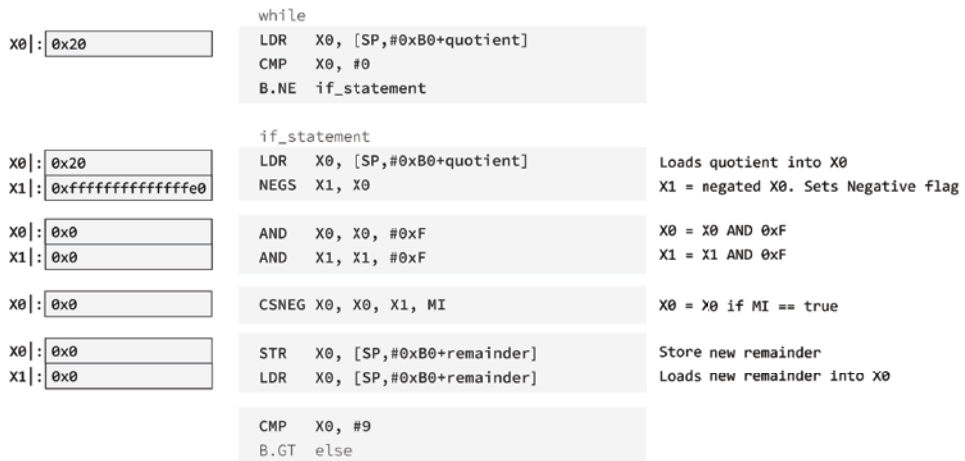 while
X0|: 0x20 LDR X0, [SP,#0xB0+quotient]
CMP X0, #0
B.NE if_statement
if_statement
X0|: 0x20 LDR X0, [SP,#0xB0+quotient] Loads quotient into X0
X1|: 0xffffffffffffffe0 NEGS X1, X0 X1 = negated X0. Sets Negative flag
X0|: 0x0 AND X0, X0, #0xF X0 = X0 AND 0xF
X1|: 0x0 AND X1, X1, #0xF X1 = X1 AND 0xF
X0|: 0x0 CSNEG X0, X0, X1, MI X0 = X0 if MI == true
X0|: 0x0 STR X0, [SP,#0xB0+remainder] Store new remainder
X1|: 0x0 LDR X0, [SP,#0xB0+remainder] Loads new remainder into X0
CMP X0, #9
B.GT else